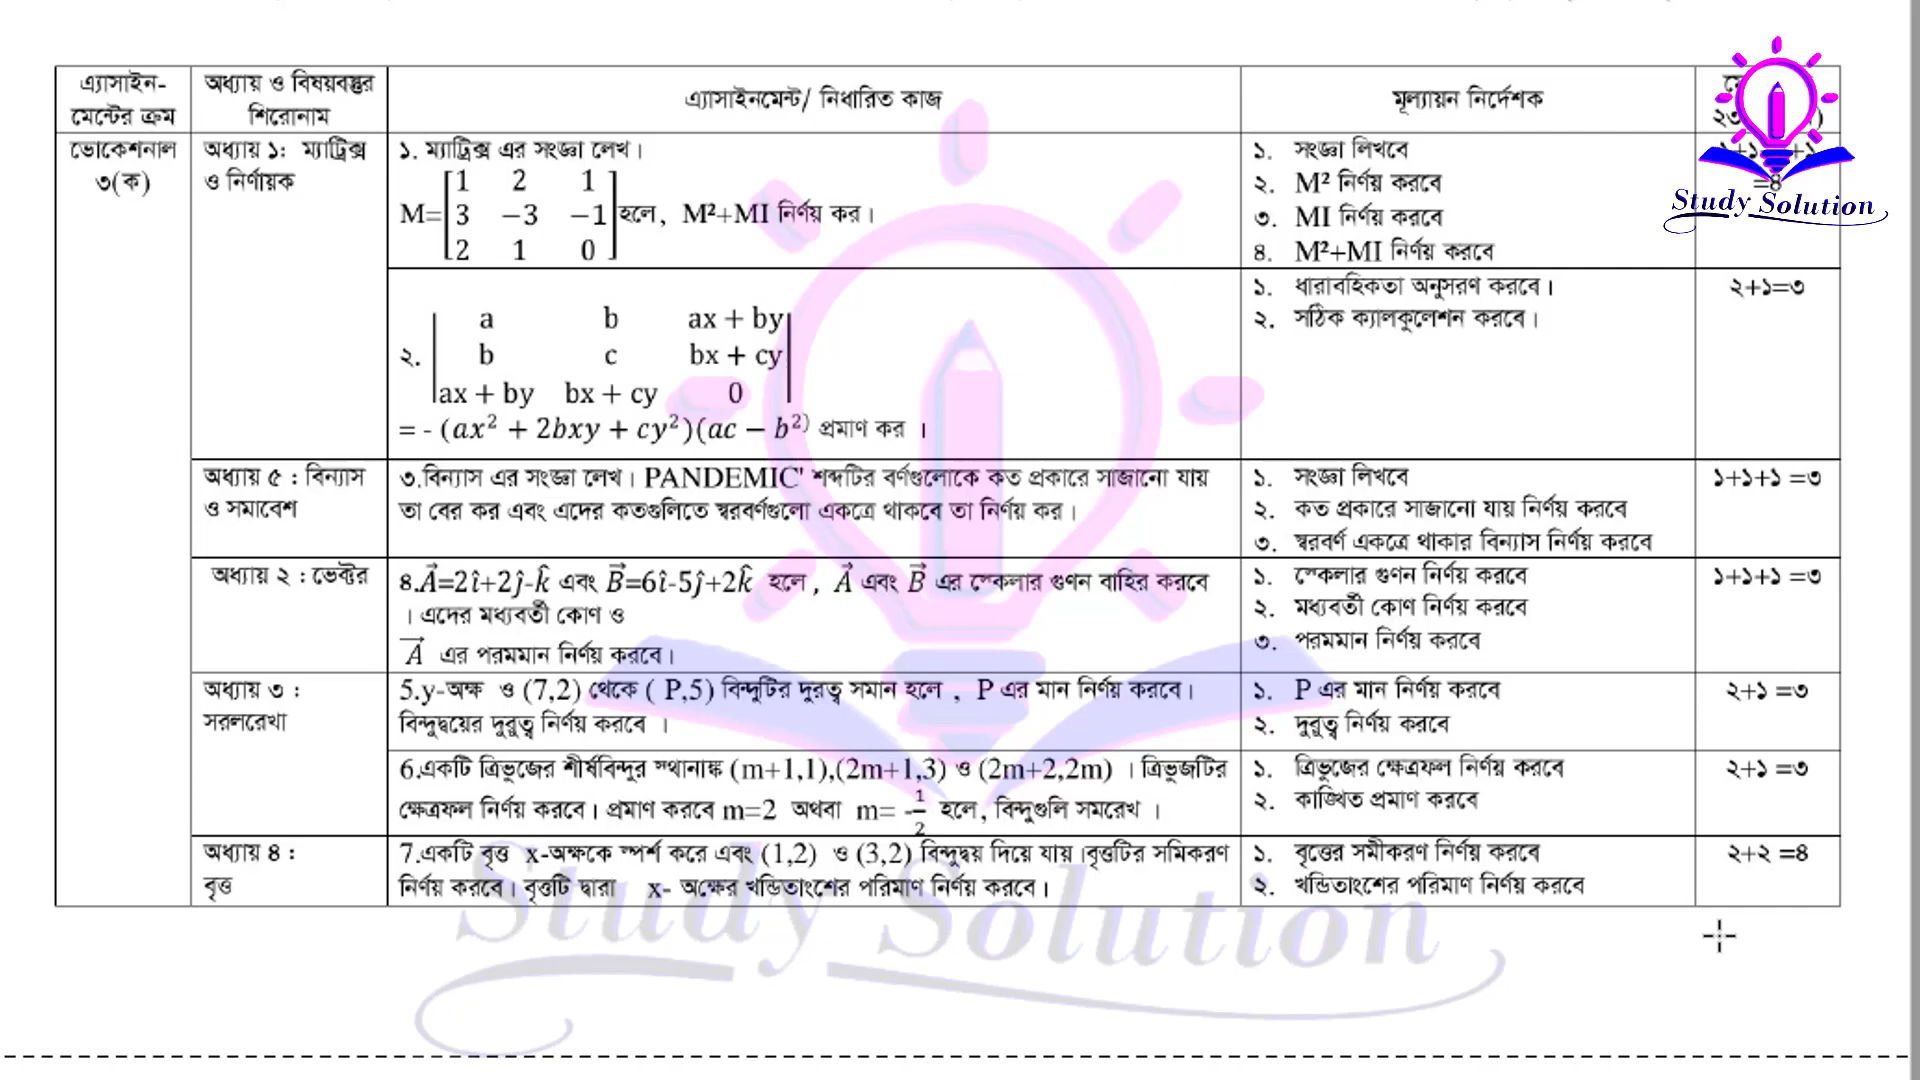 এ্যাসাইন-
মেন্টের ক্রম
অধ্যায় ও বিষয়বস্তুর
শিরোনাম
এ্যাসাইনমেন্ট/ নিধারিত কাজ
মূল্যায়ন নির্দেশক
ভোকেশনাল
৩(ক)
অধ্যায় ১: ম্যাট্রিক্স
ও নির্ণায়ক
১. ম্যাট্রিক্স এর সংজ্ঞা লেখ।
1 2 1
M= 3 −3 −1 হলে, M²+MI নির্ণয় কর।
2 1 0
১. সংজ্ঞা লিখবে
২. M² নির্ণয় করবে
৩. MI নির্ণয় করবে
৪. M²+MI নির্ণয় করবে
=৪
a b ax + by
২. b c bx + cy
ax + by bx + cy 0
= - (ax² + 2bxy + cy²)(ac − b²) প্রমাণ কর ।
১. ধারাবহিকতা অনুসরণ করবে।
২. সঠিক ক্যালকুলেশন করবে।
২+১=৩
অধ্যায় ৫ : বিন্যাস
ও সমাবেশ
৩.বিন্যাস এর সংজ্ঞা লেখ। PANDEMIC' শব্দটির বর্ণগুলোকে কত প্রকারে সাজানো যায়
তা বের কর এবং এদের কতগুলিতে স্বরবর্ণগুলো একত্রে থাকবে তা নির্ণয় কর।
১. সংজ্ঞা লিখবে
২. কত প্রকারে সাজানো যায় নির্ণয় করবে
৩. স্বরবর্ণ একত্রে থাকার বিন্যাস নির্ণয় করবে
১+১+১ =৩
অধ্যায় ২ : ভেক্টর
৪.A⃗=2î+2ĵ-k̂ এবং B⃗=6î-5ĵ+2k̂ হলে , A⃗ এবং B⃗ এর স্কেলার গুণন বাহির করবে
। এদের মধ্যবর্তী কোণ ও
A⃗ এর পরমমান নির্ণয় করবে।
১. স্কেলার গুণন নির্ণয় করবে
২. মধ্যবর্তী কোণ নির্ণয় করবে
৩. পরমমান নির্ণয় করবে
১+১+১ =৩
অধ্যায় ৩ :
সরলরেখা
5.y-অক্ষ ও (7,2) থেকে ( P,5) বিন্দুটির দুরত্ব সমান হলে , P এর মান নির্ণয় করবে।
বিন্দুদ্বয়ের দুরুত্ব নির্ণয় করবে ।
১. P এর মান নির্ণয় করবে
২. দুরুত্ব নির্ণয় করবে
২+১ =৩
6.একটি ত্রিভুজের শীর্ষবিন্দুর স্থানাঙ্ক (m+1,1),(2m+1,3) ও (2m+2,2m) । ত্রিভুজটির
ক্ষেত্রফল নির্ণয় করবে। প্রমাণ করবে m=2 অথবা m= -1/2 হলে, বিন্দুগুলি সমরেখ ।
১. ত্রিভুজের ক্ষেত্রফল নির্ণয় করবে
২. কাঙ্খিত প্রমাণ করবে
২+১ =৩
অধ্যায় ৪ :
বৃত্ত
7.একটি বৃত্ত x-অক্ষকে স্পর্শ করে এবং (1,2) ও (3,2) বিন্দুদ্বয় দিয়ে যায়।বৃত্তটির সমিকরণ
নির্ণয় করবে। বৃত্তটি দ্বারা x- অক্ষের খন্ডিতাংশের পরিমাণ নির্ণয় করবে।
১. বৃত্তের সমীকরণ নির্ণয় করবে
২. খন্ডিতাংশের পরিমাণ নির্ণয় করবে
২+২ =৪
Study Solution
Study Solution